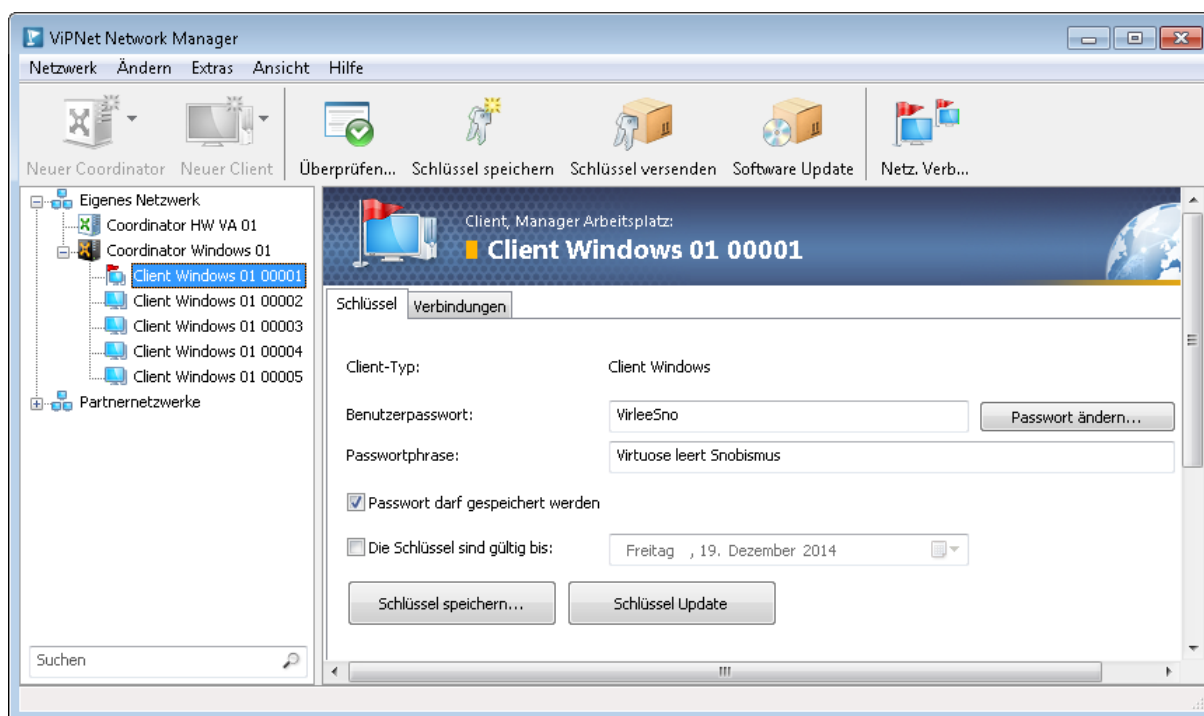 ViPNet Network Manager
Netzwerk Ändern Extras Ansicht Hilfe
Neuer Coordinator Neuer Client Überprüfen... Schlüssel speichern Schlüssel versenden Software Update Netz. Verb...
Eigenes Netzwerk
Coordinator HW VA 01
Coordinator Windows 01
Client Windows 01 00001
Client Windows 01 00002
Client Windows 01 00003
Client Windows 01 00004
Client Windows 01 00005
Partnernetzwerke
Suchen
Client, Manager Arbeitsplatz:
Client Windows 01 00001
Schlüssel Verbindungen
Client-Typ: Client Windows
Benutzerpasswort: VirleeSno Passwort ändern...
Passwortphrase: Virtuose leert Snobismus
Passwort darf gespeichert werden
Die Schlüssel sind gültig bis: Freitag , 19. Dezember 2014
Schlüssel speichern... Schlüssel Update